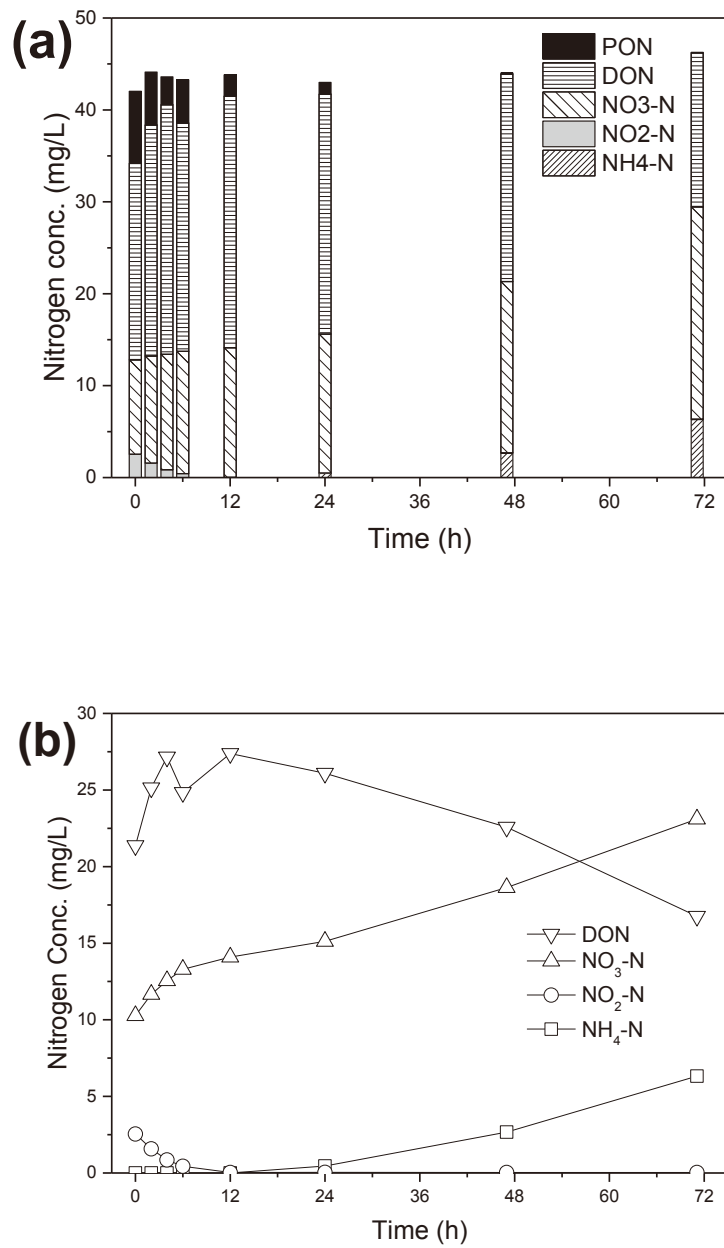 (a)
50
40
30
20
10
0
Nitrogen conc. (mg/L)
PON
DON
NO3-N
NO2-N
NH4-N
0 12 24 36 48 60 72
Time (h)
(b)
30
25
20
15
10
5
0
Nitrogen Conc. (mg/L)
DON
NO₃-N
NO₂-N
NH₄-N
0 12 24 36 48 60 72
Time (h)